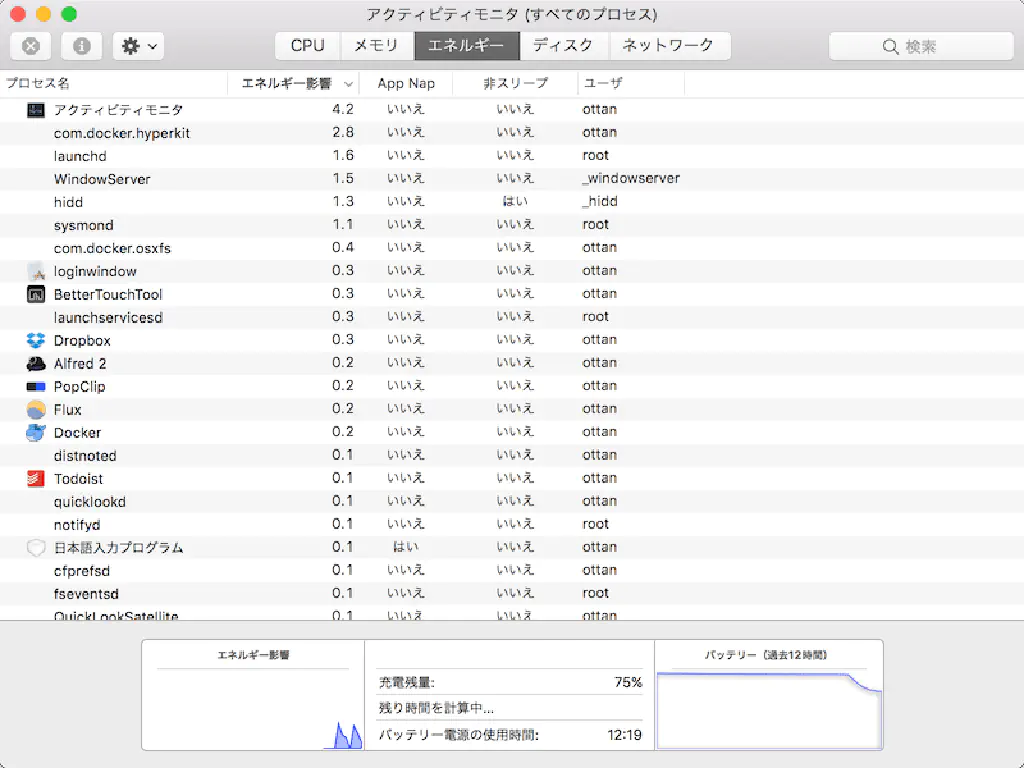 アクティビティモニタ (すべてのプロセス)
CPU メモリ エネルギー ディスク ネットワーク 検索
プロセス名 エネルギー影響 App Nap 非スリープ ユーザ
アクティビティモニタ 4.2 いいえ いいえ ottan
com.docker.hyperkit 2.8 いいえ いいえ ottan
launchd 1.6 いいえ いいえ root
WindowServer 1.5 いいえ いいえ _windowserver
hidd 1.3 いいえ はい _hidd
sysmond 1.1 いいえ いいえ root
com.docker.osxfs 0.4 いいえ いいえ ottan
loginwindow 0.3 いいえ いいえ ottan
BetterTouchTool 0.3 いいえ いいえ ottan
launchservicesd 0.3 いいえ いいえ root
Dropbox 0.3 いいえ いいえ ottan
Alfred 2 0.2 いいえ いいえ ottan
PopClip 0.2 いいえ いいえ ottan
Flux 0.2 いいえ いいえ ottan
Docker 0.2 いいえ いいえ ottan
distnoted 0.1 いいえ いいえ ottan
Todoist 0.1 いいえ いいえ ottan
quicklookd 0.1 いいえ いいえ ottan
notifyd 0.1 いいえ いいえ root
日本語入力プログラム 0.1 はい いいえ ottan
cfprefsd 0.1 いいえ いいえ ottan
fseventsd 0.1 いいえ いいえ root
QuickLookSatellite 0.1 いいえ いいえ ottan
エネルギー影響
充電残量: 75%
残り時間を計算中...
バッテリー電源の使用時間: 12:19
バッテリー（過去12時間）